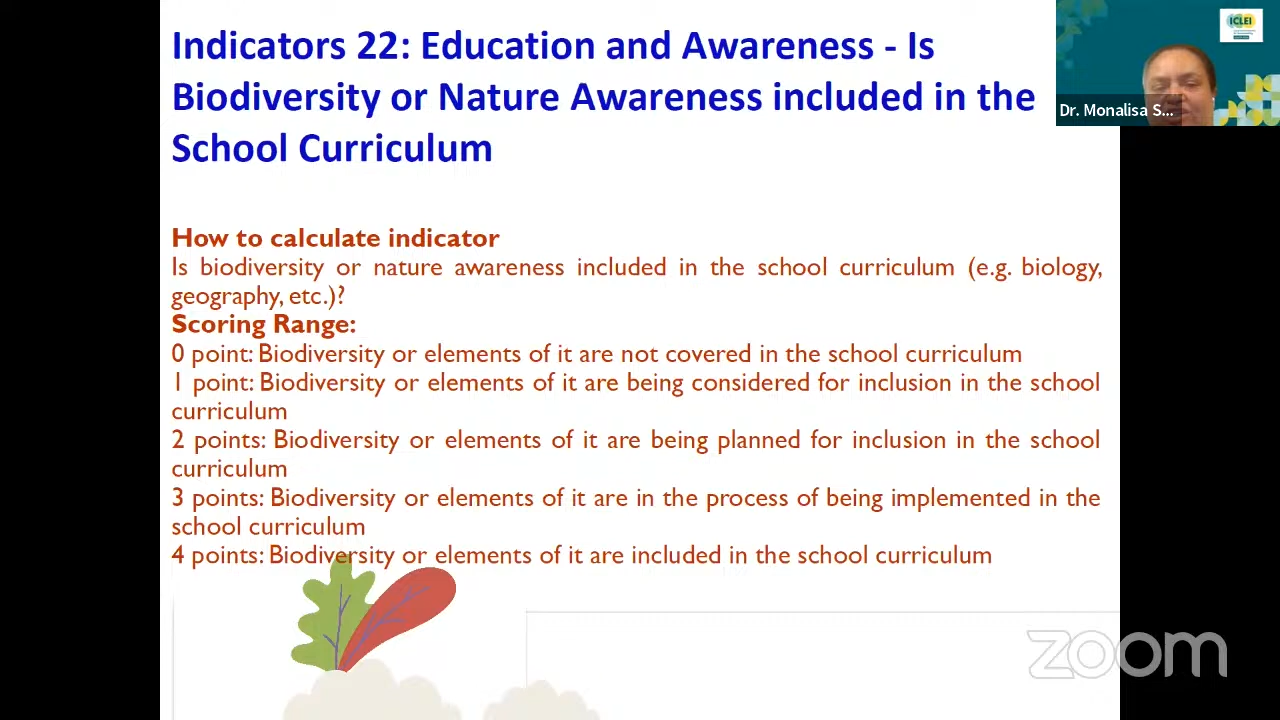 Indicators 22: Education and Awareness - Is
Biodiversity or Nature Awareness included in the
School Curriculum
ICLEI
Dr. Monalisa S...
How to calculate indicator
Is biodiversity or nature awareness included in the school curriculum (e.g. biology,
geography, etc.)?
Scoring Range:
0 point: Biodiversity or elements of it are not covered in the school curriculum
1 point: Biodiversity or elements of it are being considered for inclusion in the school
curriculum
2 points: Biodiversity or elements of it are being planned for inclusion in the school
curriculum
3 points: Biodiversity or elements of it are in the process of being implemented in the
school curriculum
4 points: Biodiversity or elements of it are included in the school curriculum
zoom